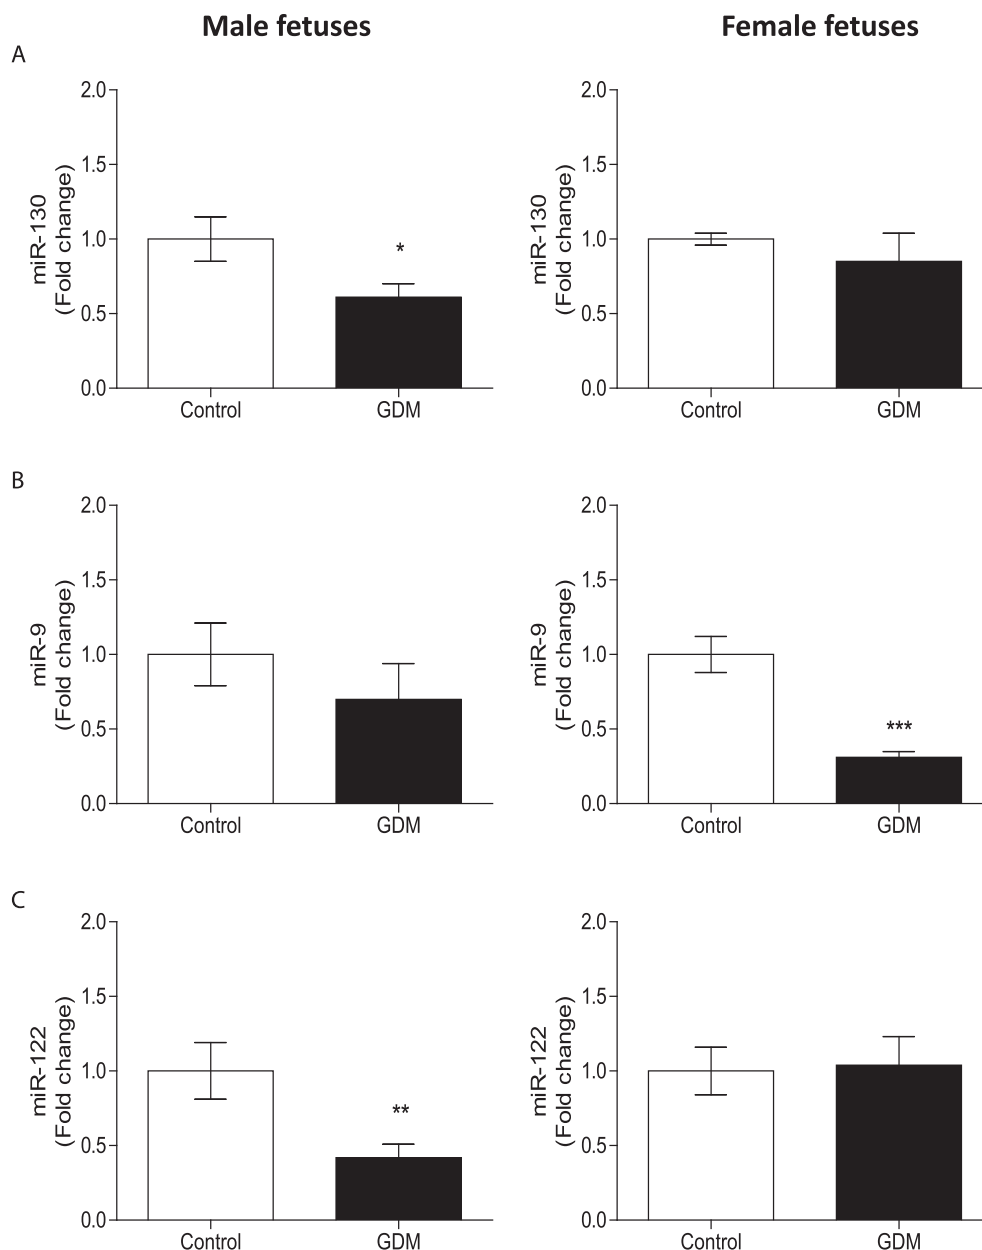 Male fetuses
Female fetuses
A
2.0
1.5
1.0
0.5
0.0
miR-130
(Fold change)
*
Control
GDM
2.0
1.5
1.0
0.5
0.0
miR-130
(Fold change)
Control
GDM
B
2.0
1.5
1.0
0.5
0.0
miR-9
(Fold change)
Control
GDM
2.0
1.5
1.0
0.5
0.0
miR-9
(Fold change)
***
Control
GDM
C
2.0
1.5
1.0
0.5
0.0
miR-122
(Fold change)
**
Control
GDM
2.0
1.5
1.0
0.5
0.0
miR-122
(Fold change)
Control
GDM